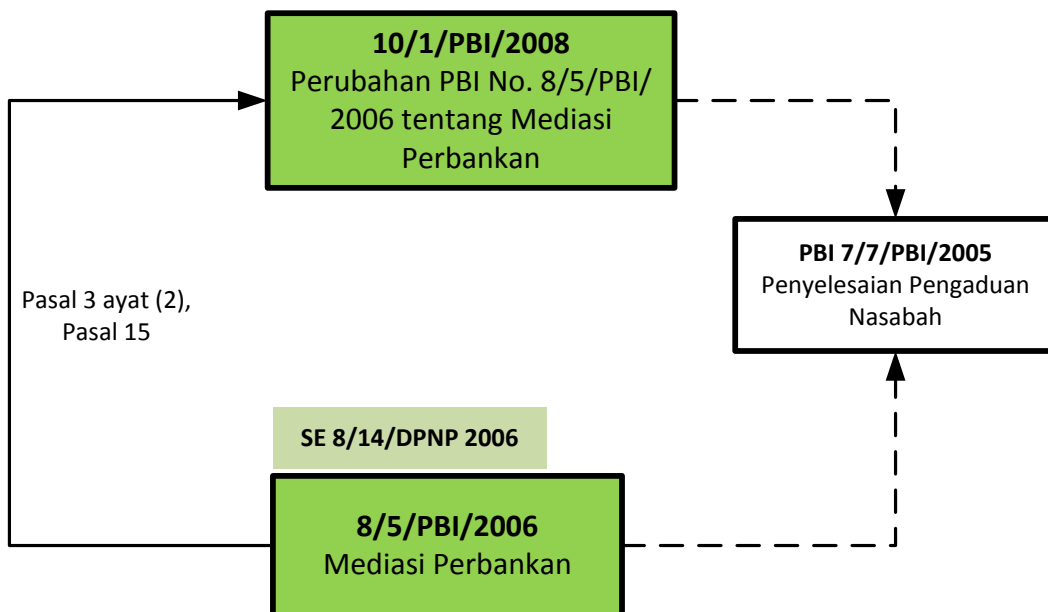 10/1/PBI/2008
Perubahan PBI No. 8/5/PBI/
2006 tentang Mediasi
Perbankan
PBI 7/7/PBI/2005
Penyelesaian Pengaduan
Nasabah
Pasal 3 ayat (2),
Pasal 15
SE 8/14/DPNP 2006
8/5/PBI/2006
Mediasi Perbankan